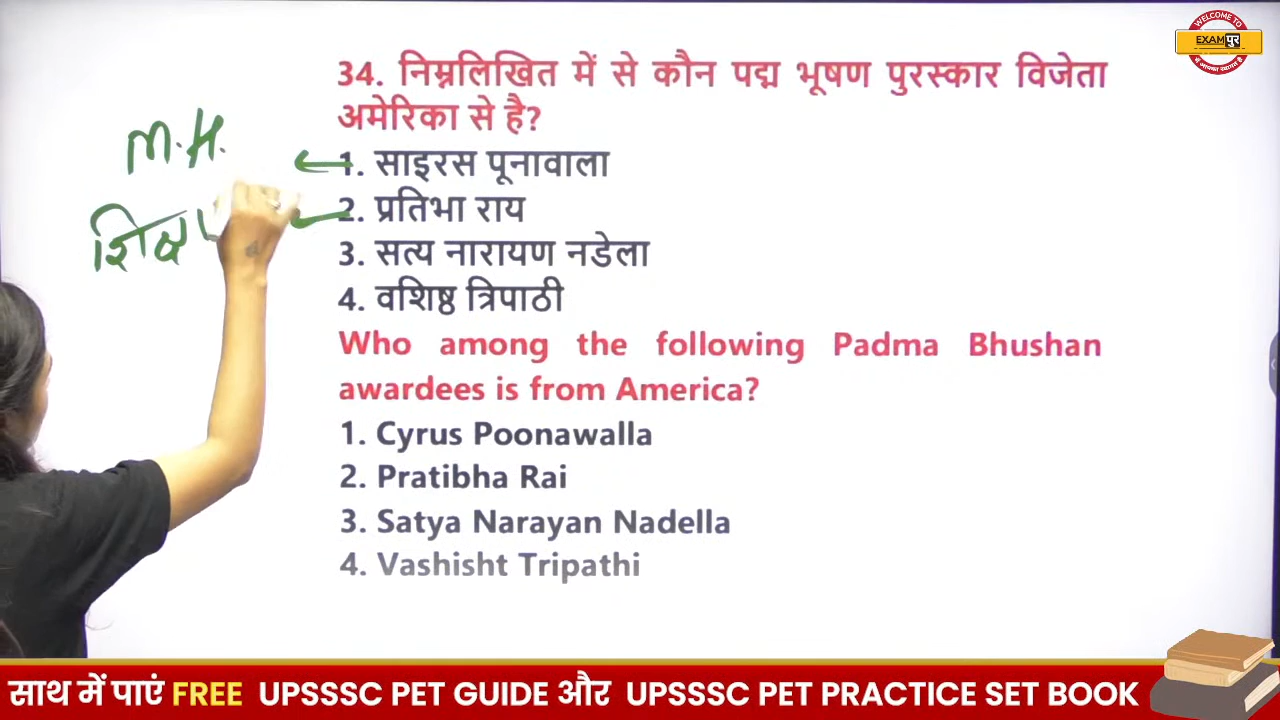 WELCOME TO
EXAMपुर
में आपका स्वागत है
34. निम्नलिखित में से कौन पद्म भूषण पुरस्कार विजेता
अमेरिका से है?
M.H.
1. साइरस पूनावाला
2. प्रतिभा राय
3. सत्य नारायण नडेला
4. वशिष्ठ त्रिपाठी
Who among the following Padma Bhushan
awardees is from America?
1. Cyrus Poonawalla
2. Pratibha Rai
3. Satya Narayan Nadella
4. Vashisht Tripathi
साथ में पाएं FREE UPSSSC PET GUIDE और UPSSSC PET PRACTICE SET BOOK